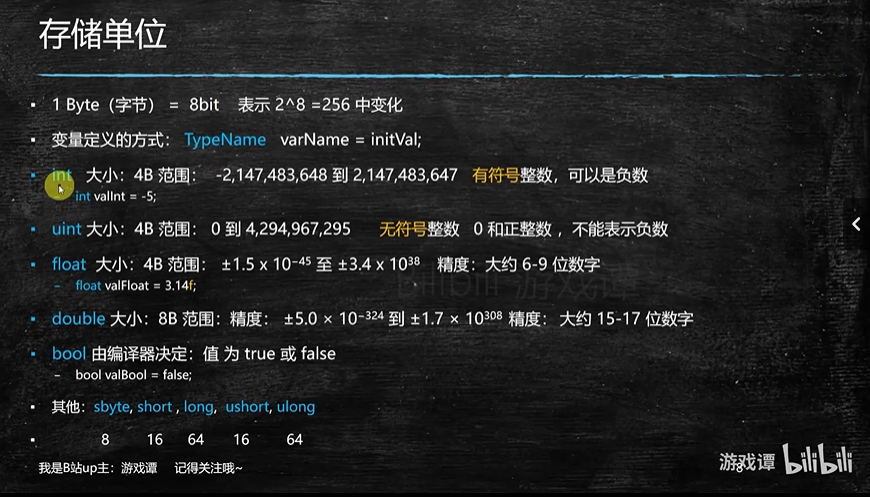 存储单位
1 Byte（字节） = 8bit 表示 2^8 =256 中变化
变量定义的方式： TypeName varName = initVal;
int 大小：4B 范围： -2,147,483,648 到 2,147,483,647 有符号整数，可以是负数
int valInt = -5;
uint 大小：4B 范围： 0 到 4,294,967,295 无符号整数 0 和正整数 ，不能表示负数
float 大小：4B 范围： ±1.5 x 10⁻⁴⁵ 至 ±3.4 x 10³⁸ 精度：大约 6-9 位数字
float valFloat = 3.14f;
double 大小：8B 范围：精度： ±5.0 × 10⁻³²⁴ 到 ±1.7 × 10³⁰⁸ 精度：大约 15-17 位数字
bool 由编译器决定：值 为 true 或 false
bool valBool = false;
其他：sbyte, short , long, ushort, ulong
8 16 64 16 64
我是B站up主：游戏谭 记得关注哦~
游戏谭 bilibili
bilibili 游戏谭